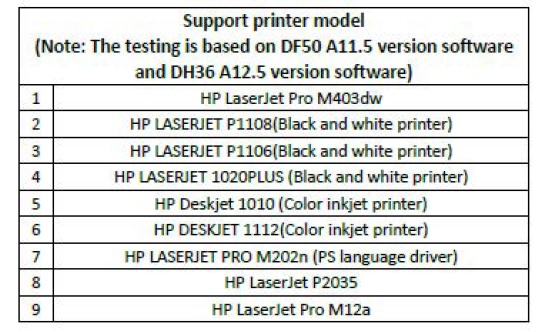 Support printer model
(Note: The testing is based on DF50 A11.5 version software
and DH36 A12.5 version software)
1 HP LaserJet Pro M403dw
2 HP LASERJET P1108(Black and white printer)
3 HP LASERJET P1106(Black and white printer)
4 HP LASERJET 1020PLUS (Black and white printer)
5 HP Deskjet 1010 (Color inkjet printer)
6 HP DESKJET 1112(Color inkjet printer)
7 HP LASERJET PRO M202n (PS language driver)
8 HP LaserJet P2035
9 HP LaserJet Pro M12a